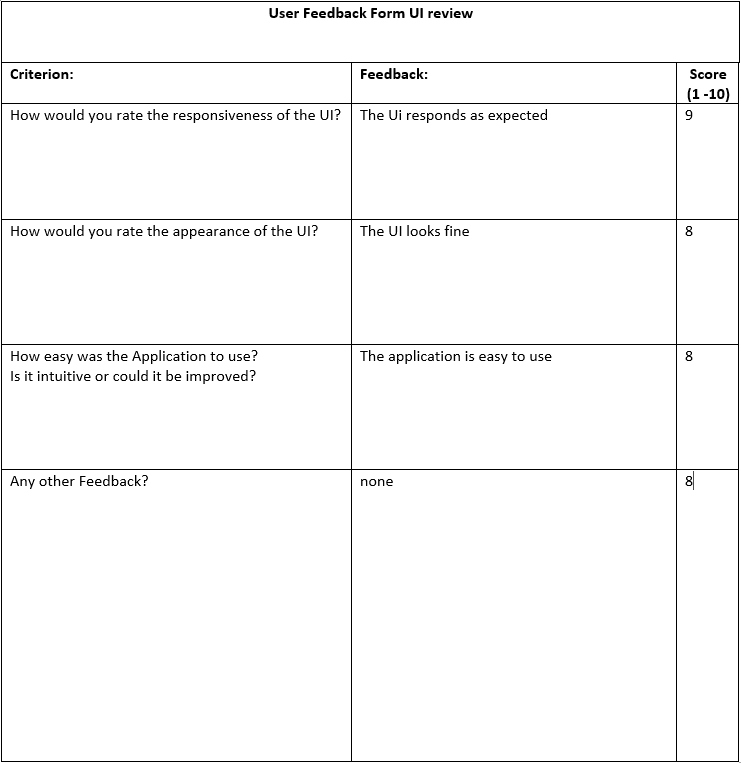 User Feedback Form UI review
Criterion:
Feedback:
Score
(1 -10)
How would you rate the responsiveness of the UI?
The Ui responds as expected
9
How would you rate the appearance of the UI?
The UI looks fine
8
How easy was the Application to use?
Is it intuitive or could it be improved?
The application is easy to use
8
Any other Feedback?
none
8